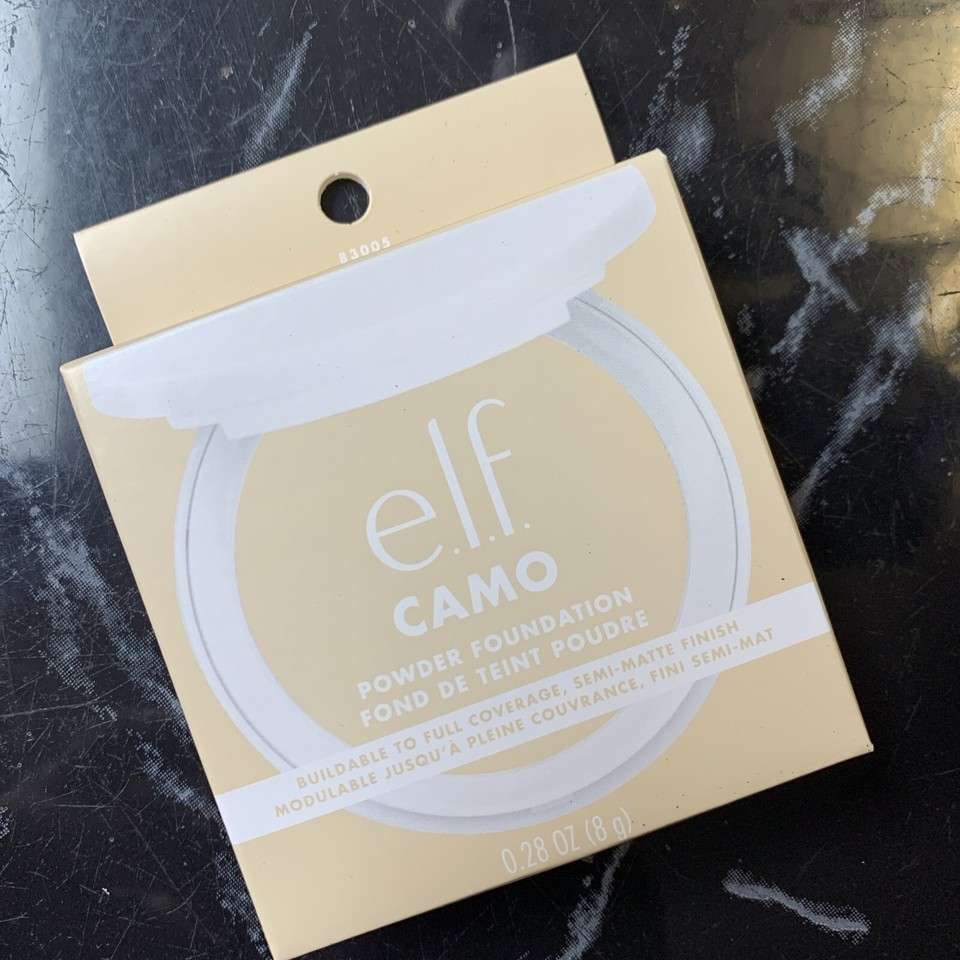 83005
e.l.f.
CAMO
POWDER FOUNDATION
FOND DE TEINT POUDRE
BUILDABLE TO FULL COVERAGE, SEMI-MATTE FINISH
MODULABLE JUSQU'À PLEINE COUVRANCE, FINI SEMI-MAT
0.28 OZ (8 g)